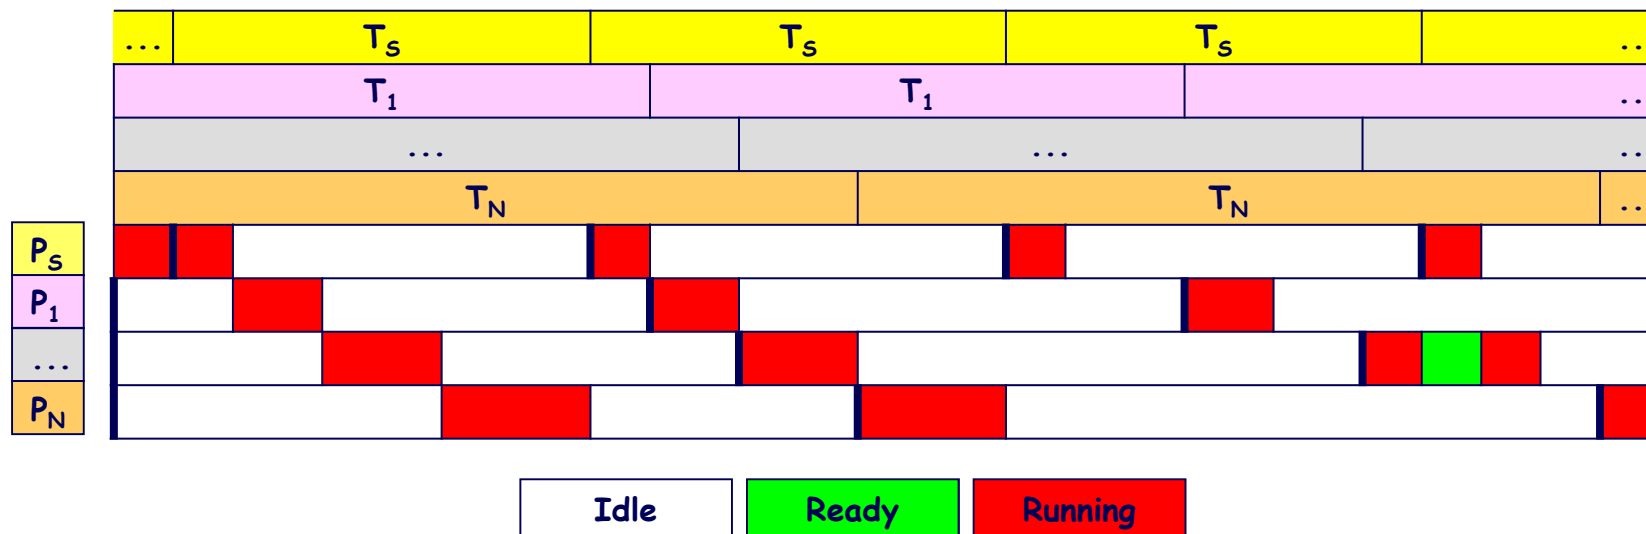 ... T_S T_S T_S ..
T_1 T_1 ..
... ... ..
T_N T_N ..
P_S
P_1
...
P_N
Idle Ready Running